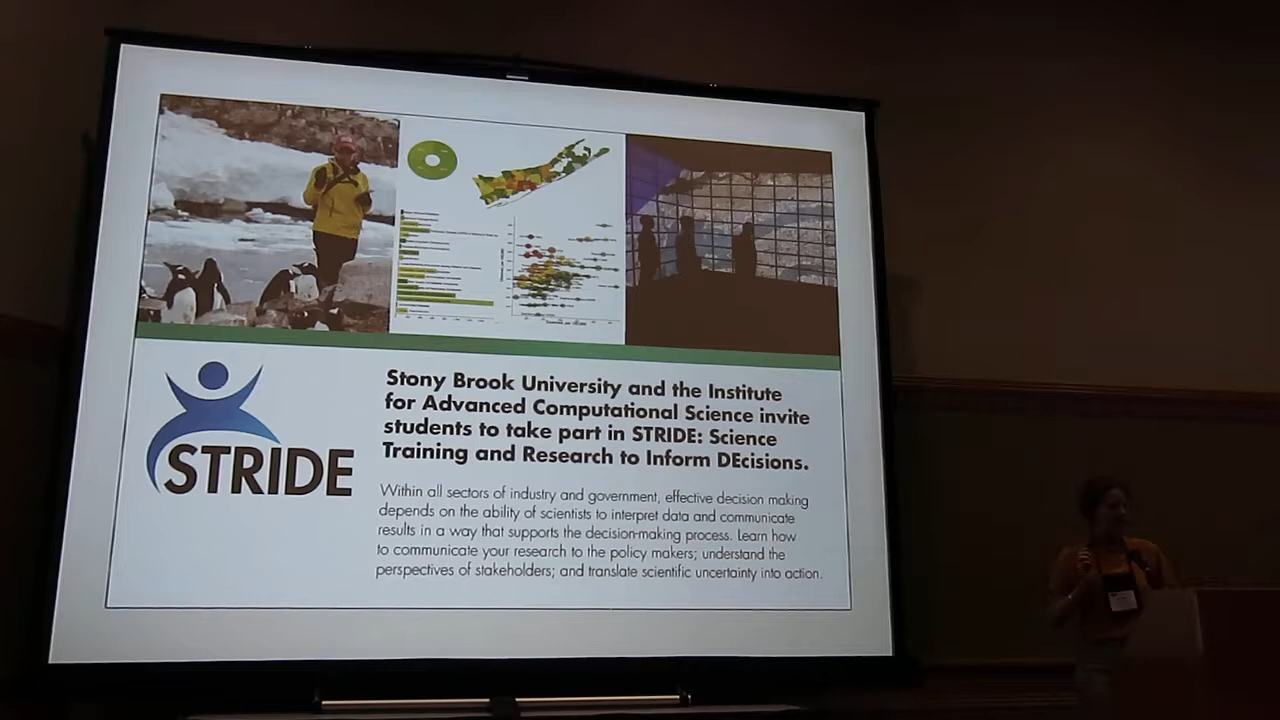 Stony Brook University and the Institute
for Advanced Computational Science invite
students to take part in STRIDE: Science
Training and Research to Inform DEcisions.
STRIDE
Within all sectors of industry and government, effective decision making
depends on the ability of scientists to interpret data and communicate
results in a way that supports the decision-making process. Learn how
to communicate your research to the policy makers; understand the
perspectives of stakeholders; and translate scientific uncertainty into action.